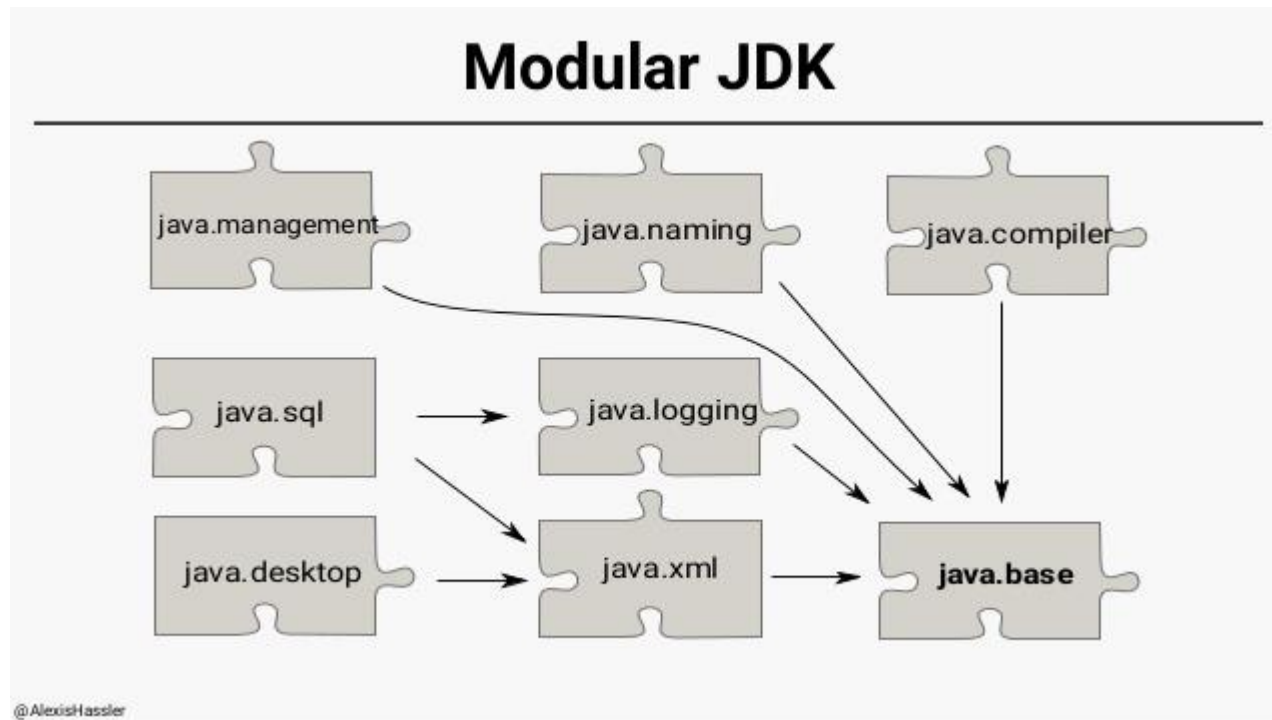 Modular JDK
java.management
java.naming
java.compiler
java.sql
java.logging
java.desktop
java.xml
java.base
@AlexisHassler